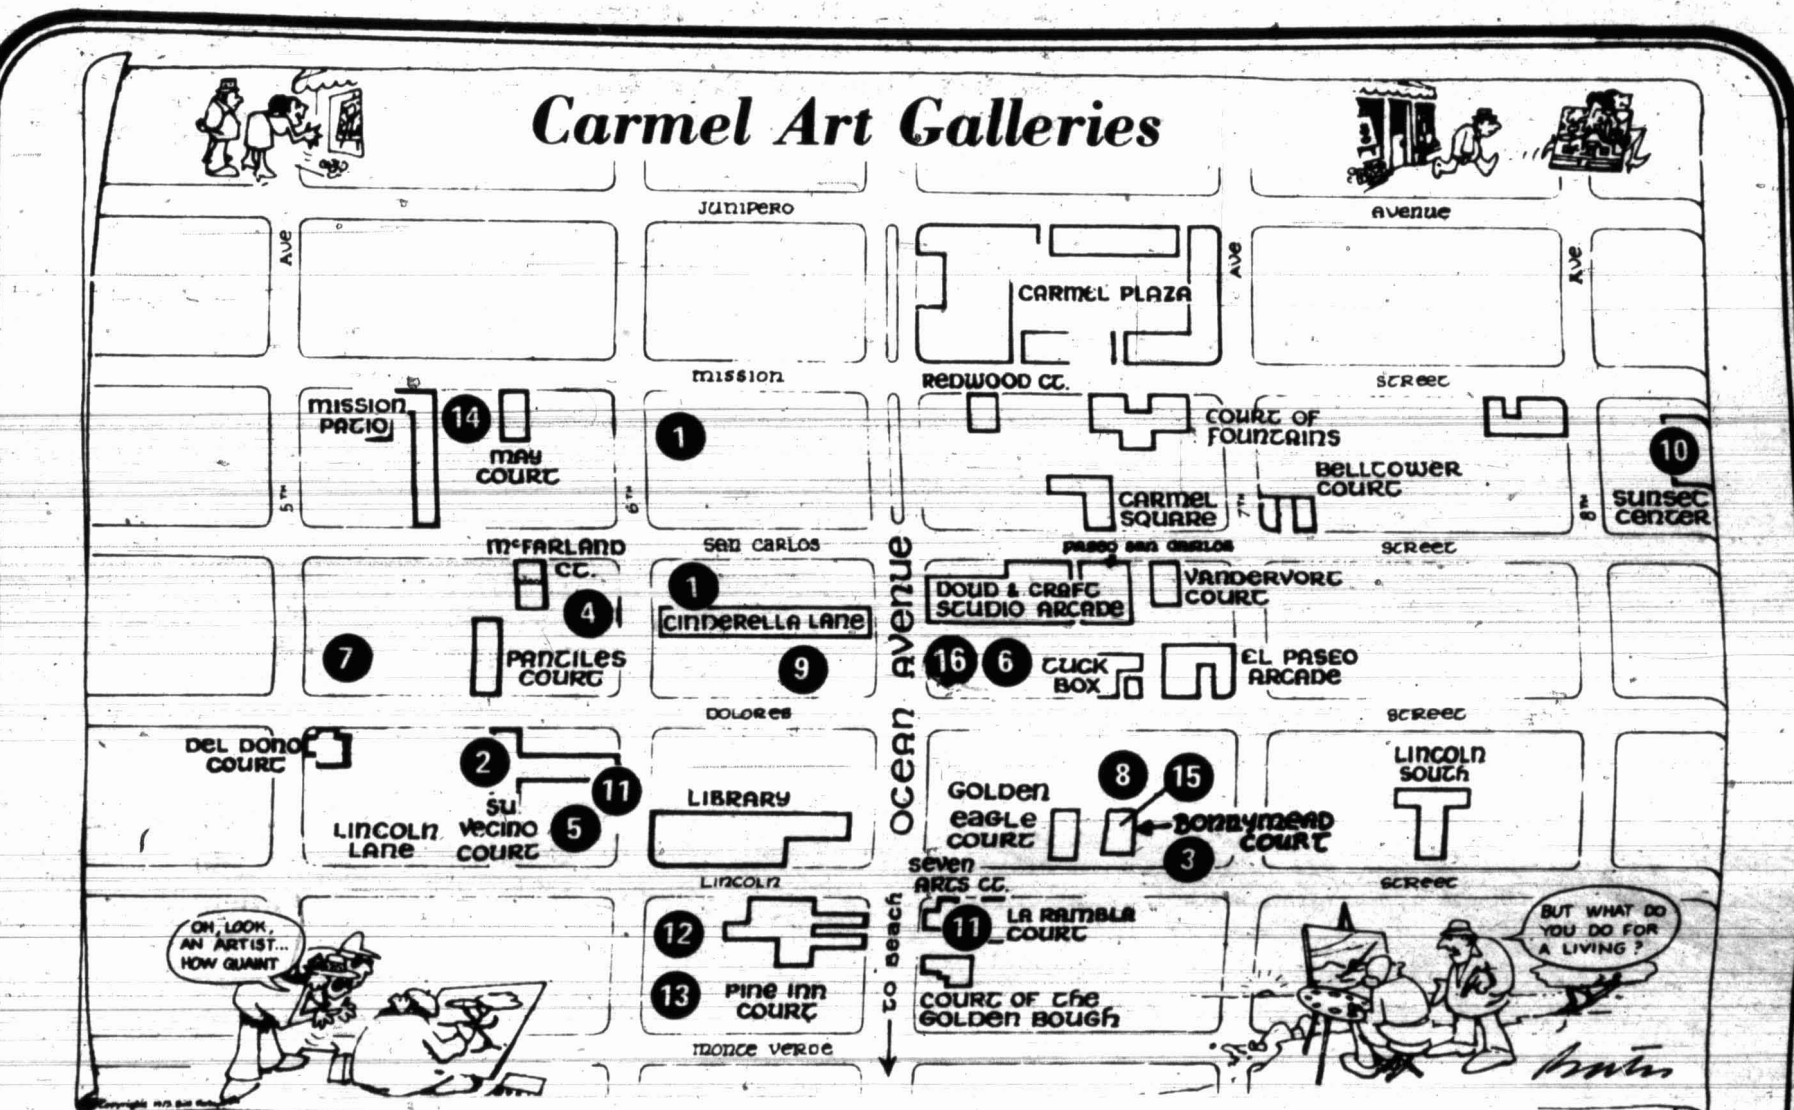 Carmel Art Galleries
JUNIPERO
AVENUE
AVE
AVE
AVE
CARMEL PLAZA
MISSION
STREET
REDWOOD CT.
MISSION
PATIO
14
MAY
COURT
1
COURT OF
FOUNTAINS
BELLTOWER
COURT
10
SUNSET
CENTER
CARMEL
SQUARE
5TH
6TH
7TH
8TH
McFARLAND
CT.
SAN CARLOS
PASEO SAN CARLOS
STREET
1
4
CINDERELLA LANE
DOUD & CRAFT
STUDIO ARCADE
VANDERVORT
COURT
7
PANTILES
COURT
9
16
6
TUCK
BOX
EL PASEO
ARCADE
DOLORES
STREET
OCEAN AVENUE
DEL DONO
COURT
2
11
SU
VECINO
COURT
5
LINCOLN
LANE
LIBRARY
GOLDEN
EAGLE
COURT
8
15
BONNYMEAD
COURT
3
LINCOLN
SOUTH
LINCOLN
STREET
SEVEN
ARTS CT.
11
LA RAMBLA
COURT
12
13
PINE INN
COURT
TO BEACH
COURT OF THE
GOLDEN BOUGH
MONTE VERDE
OH, LOOK,
AN ARTIST...
HOW QUAINT
BUT WHAT DO
YOU DO FOR
A LIVING?